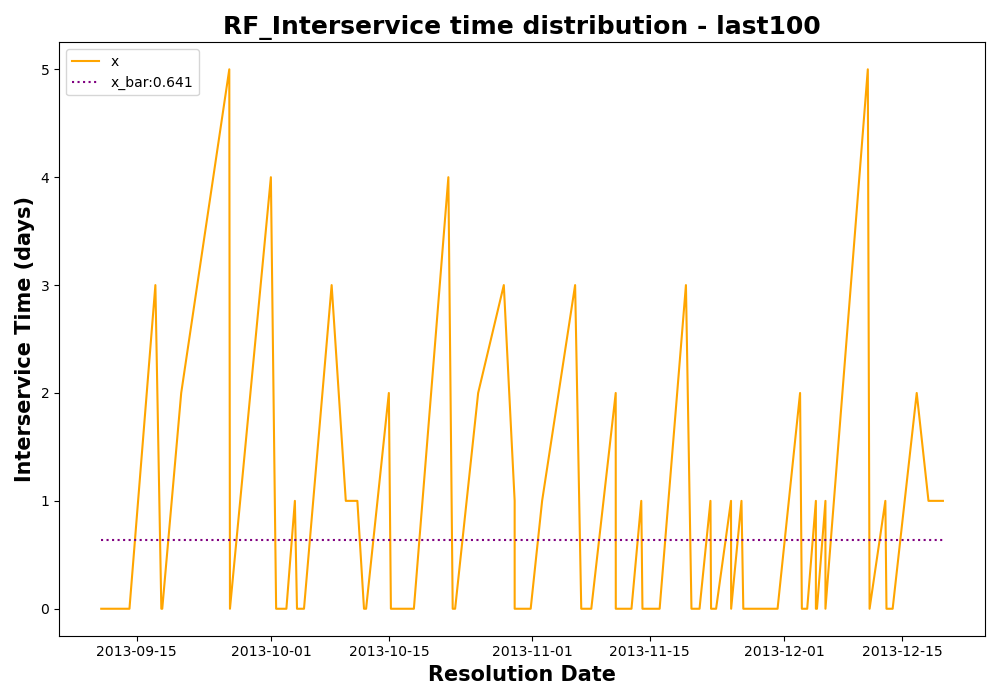 RF_Interservice time distribution - last100
x
x_bar:0.641
Interservice Time (days)
5
4
3
2
1
0
2013-09-15 2013-10-01 2013-10-15 2013-11-01 2013-11-15 2013-12-01 2013-12-15
Resolution Date